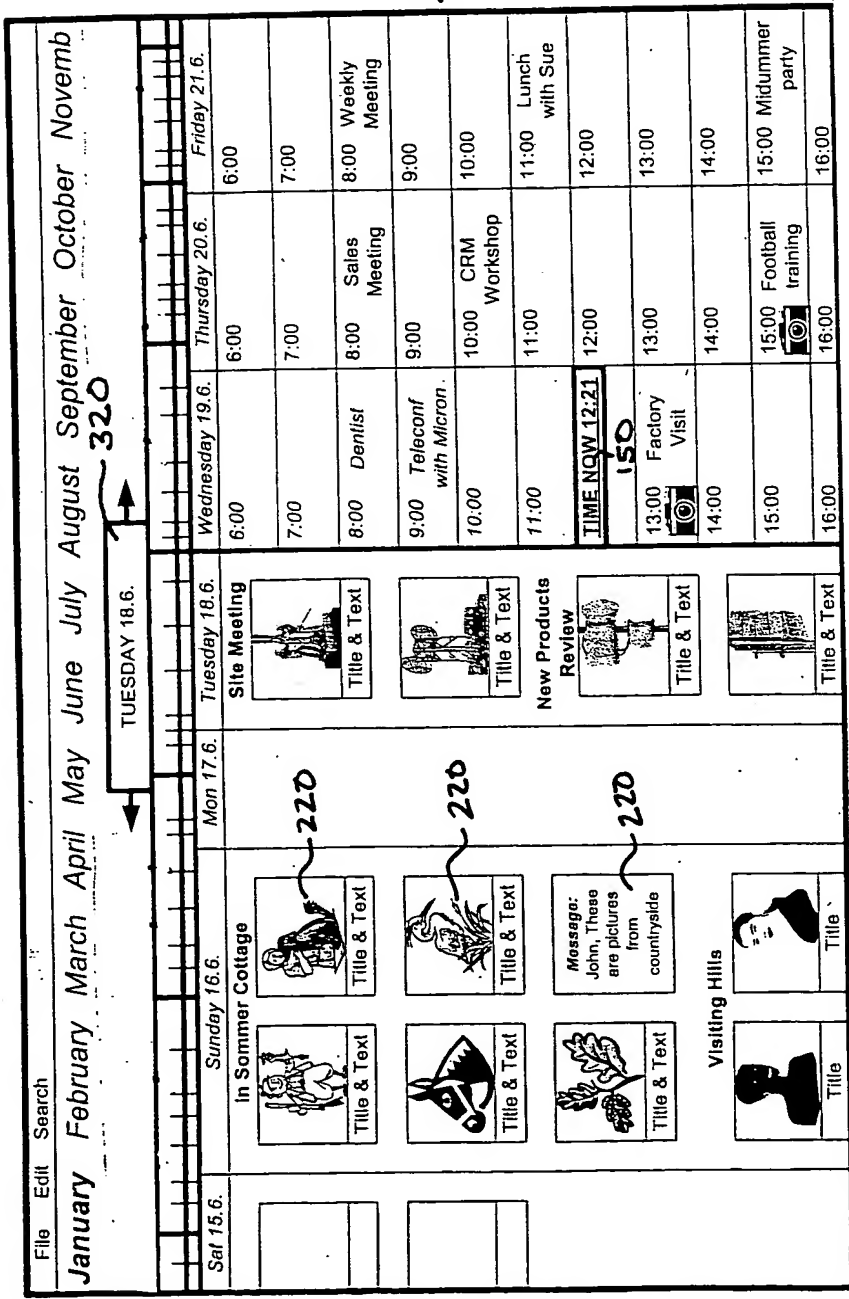 File Edit Search
January February March April May June July August September October Novemb
320
TUESDAY 18.6.
Sat 15.6.
Sunday 16.6.
Mon 17.6.
Tuesday 18.6.
Wednesday 19.6.
Thursday 20.6.
Friday 21.6.
In Sommer Cottage
Title & Text
Title & Text
220
Title & Text
Title & Text
220
Title & Text
Message:
John, These
are pictures
from
countryside
220
Visiting Hills
Title
Title
Site Meeting
Title & Text
Title & Text
New Products
Review
Title & Text
Title & Text
6:00
7:00
8:00 Dentist
9:00 Teleconf
with Micron
10:00
11:00
TIME NOW 12:21
150
13:00 Factory
Visit
14:00
15:00
16:00
6:00
7:00
8:00 Sales
Meeting
9:00
10:00 CRM
Workshop
11:00
12:00
13:00
14:00
15:00 Football
training
16:00
6:00
7:00
8:00 Weekly
Meeting
9:00
10:00
11:00 Lunch
with Sue
12:00
13:00
14:00
15:00 Midummer
party
16:00